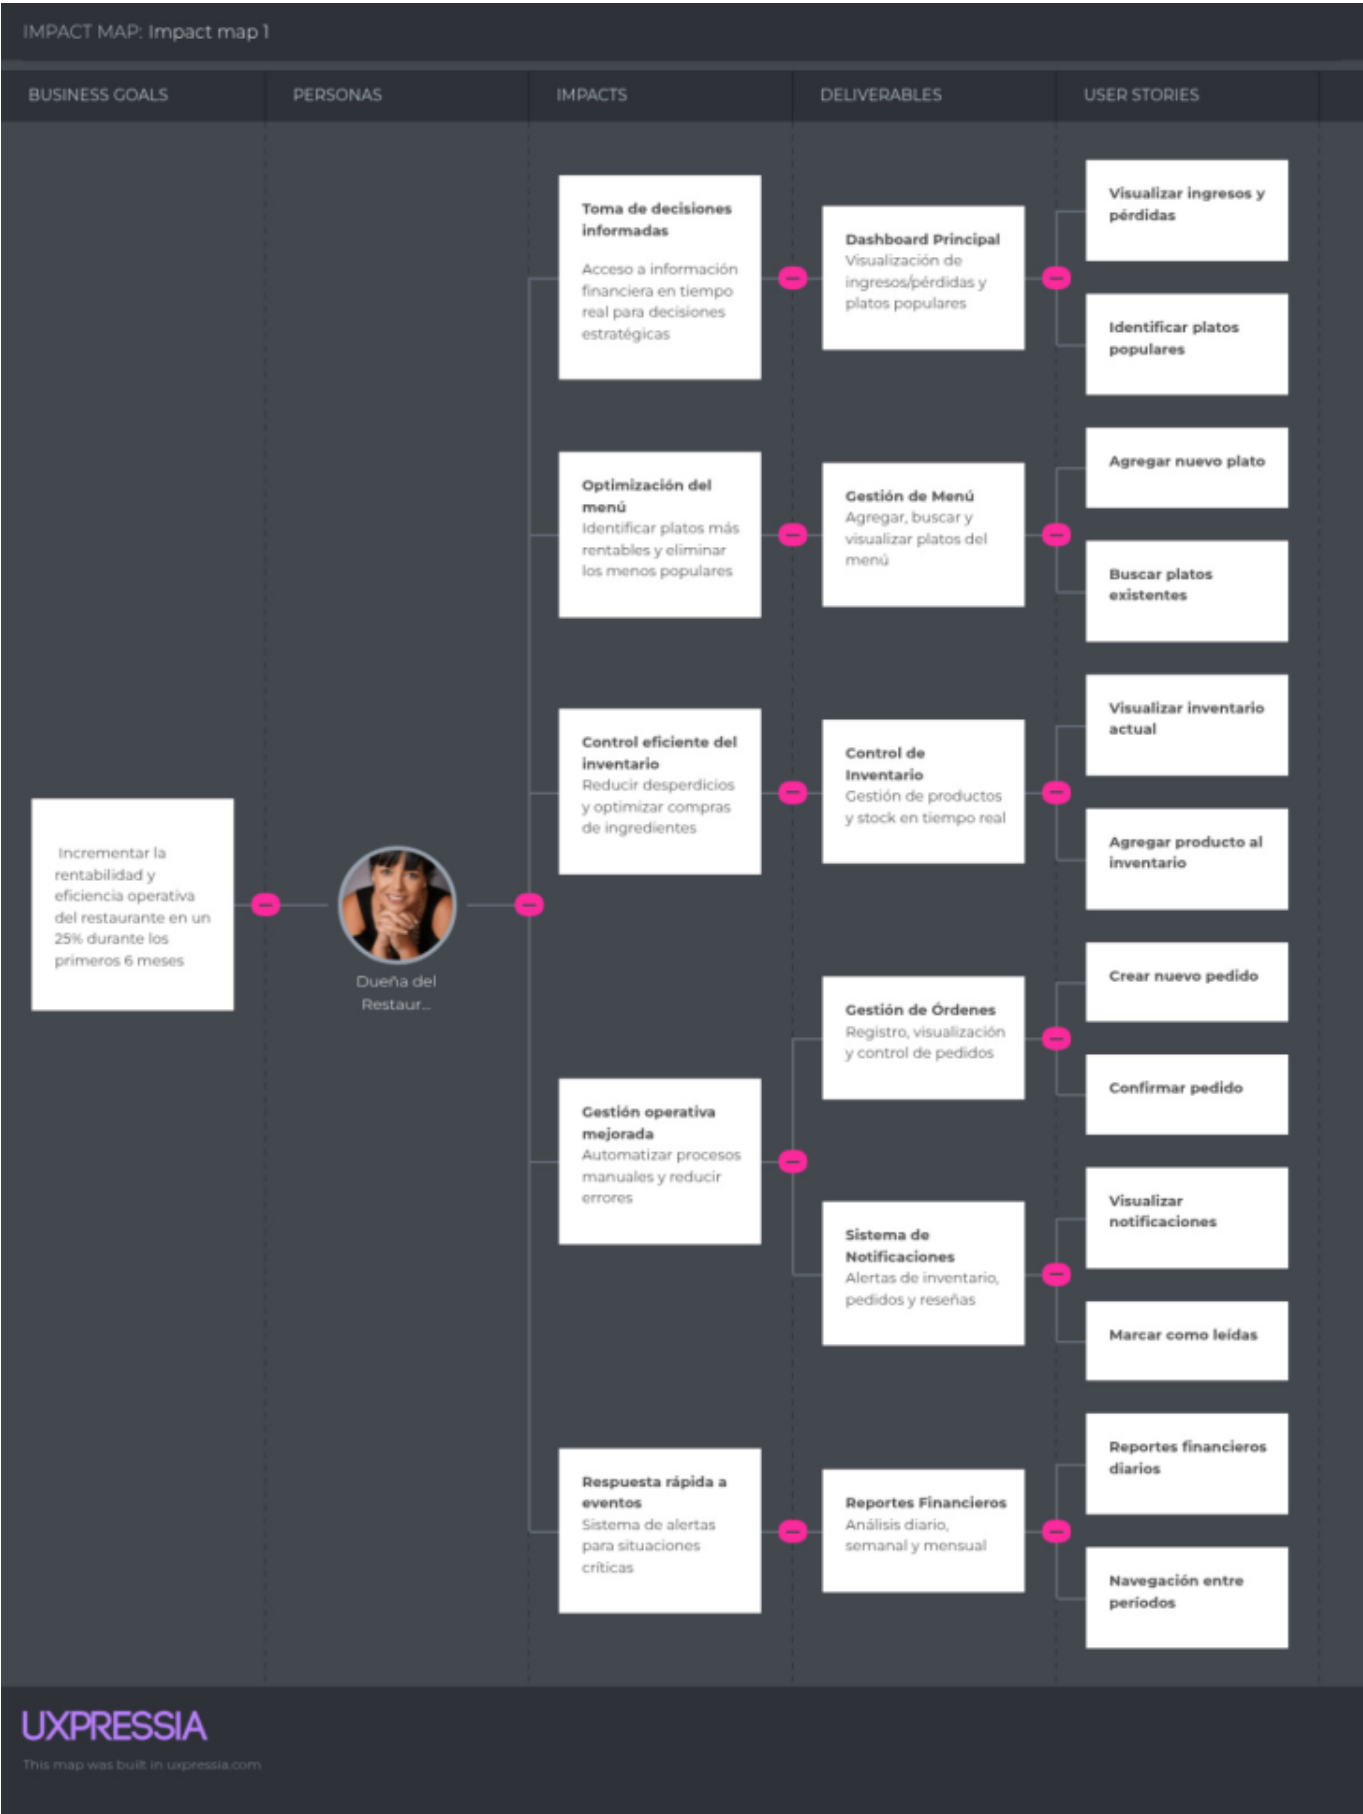 IMPACT MAP: Impact map 1
BUSINESS GOALS
PERSONAS
IMPACTS
DELIVERABLES
USER STORIES
Incrementar la
rentabilidad y
eficiencia operativa
del restaurante en un
25% durante los
primeros 6 meses
Dueña del
Restaur...
Toma de decisiones
informadas
Acceso a información
financiera en tiempo
real para decisiones
estratégicas
Dashboard Principal
Visualización de
ingresos/pérdidas y
platos populares
Visualizar ingresos y
pérdidas
Identificar platos
populares
Optimización del
menú
Identificar platos más
rentables y eliminar
los menos populares
Gestión de Menú
Agregar, buscar y
visualizar platos del
menú
Agregar nuevo plato
Buscar platos
existentes
Control eficiente del
inventario
Reducir desperdicios
y optimizar compras
de ingredientes
Control de
Inventario
Gestión de productos
y stock en tiempo real
Visualizar inventario
actual
Agregar producto al
inventario
Gestión operativa
mejorada
Automatizar procesos
manuales y reducir
errores
Gestión de Órdenes
Registro, visualización
y control de pedidos
Crear nuevo pedido
Confirmar pedido
Sistema de
Notificaciones
Alertas de inventario,
pedidos y reseñas
Visualizar
notificaciones
Marcar como leídas
Respuesta rápida a
eventos
Sistema de alertas
para situaciones
críticas
Reportes Financieros
Análisis diario,
semanal y mensual
Reportes financieros
diarios
Navegación entre
períodos
UXPRESSIA
This map was built in uxpressia.com